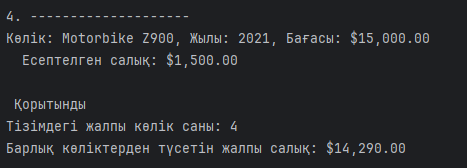 4. --------------------
Көлік: Motorbike Z900, Жылы: 2021, Бағасы: $15,000.00
Есептелген салық: $1,500.00
Қорытынды
Тізімдегі жалпы көлік саны: 4
Барлық көліктерден түсетін жалпы салық: $14,290.00